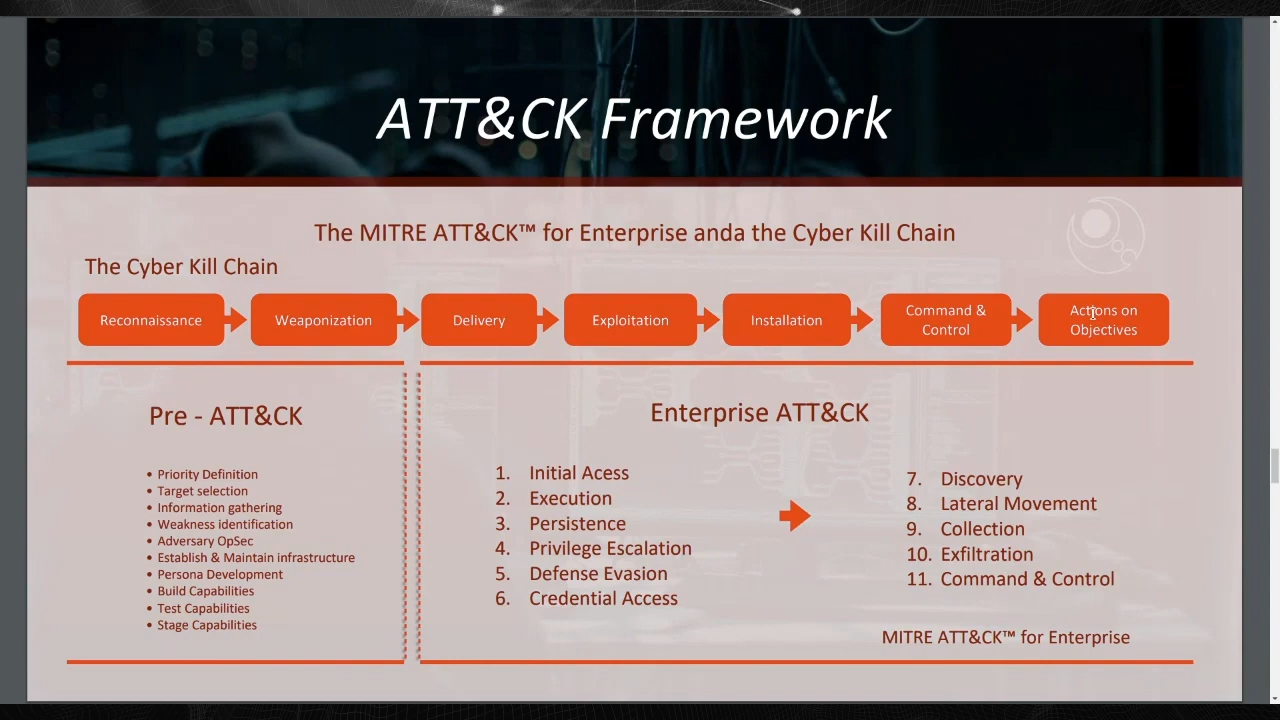 ATT&CK Framework
The MITRE ATT&CK™ for Enterprise anda the Cyber Kill Chain
The Cyber Kill Chain
Reconnaissance
Weaponization
Delivery
Exploitation
Installation
Command &
Control
Actions on
Objectives
Pre - ATT&CK
• Priority Definition
• Target selection
• Information gathering
• Weakness identification
• Adversary OpSec
• Establish & Maintain infrastructure
• Persona Development
• Build Capabilities
• Test Capabilities
• Stage Capabilities
Enterprise ATT&CK
1. Initial Acess
2. Execution
3. Persistence
4. Privilege Escalation
5. Defense Evasion
6. Credential Access
7. Discovery
8. Lateral Movement
9. Collection
10. Exfiltration
11. Command & Control
MITRE ATT&CK™ for Enterprise